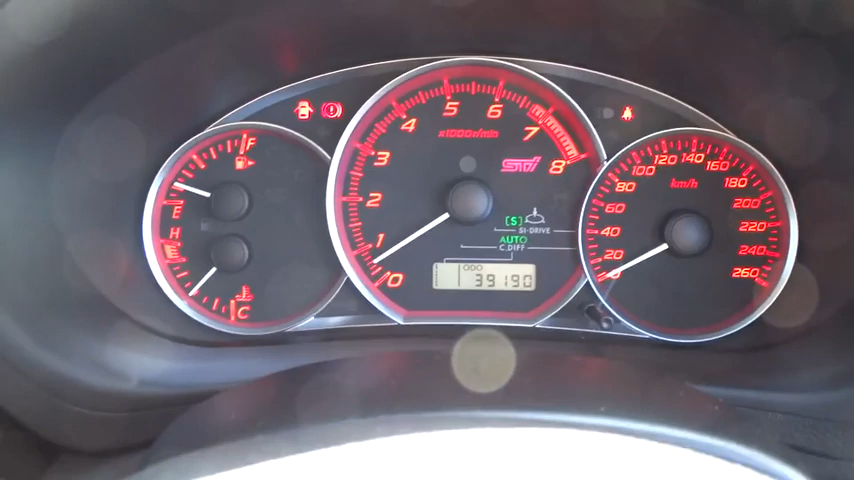 F
E
H
C
0
1
2
3
4
5
6
7
8
x1000r/min
STI
[S]
SI-DRIVE
AUTO
C.DIFF
ODO
39190
0
20
40
60
80
100
120
140
160
180
200
220
240
260
km/h